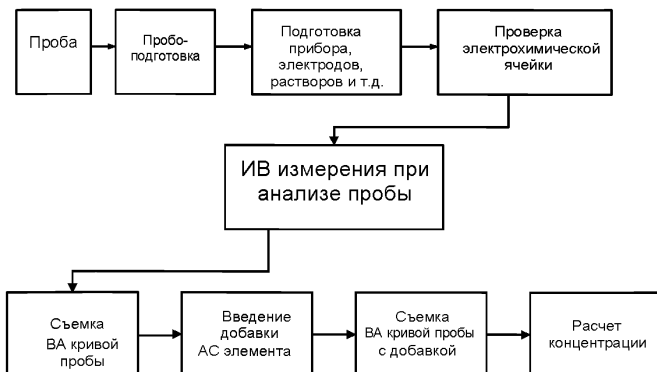 Проба
Пробо-
подготовка
Подготовка
прибора,
электродов,
растворов и т.д.
Проверка
электрохимической
ячейки
ИВ измерения при
анализе пробы
Съемка
ВА кривой
пробы
Введение
добавки
АС элемента
Съемка
ВА кривой пробы
с добавкой
Расчет
концентрации